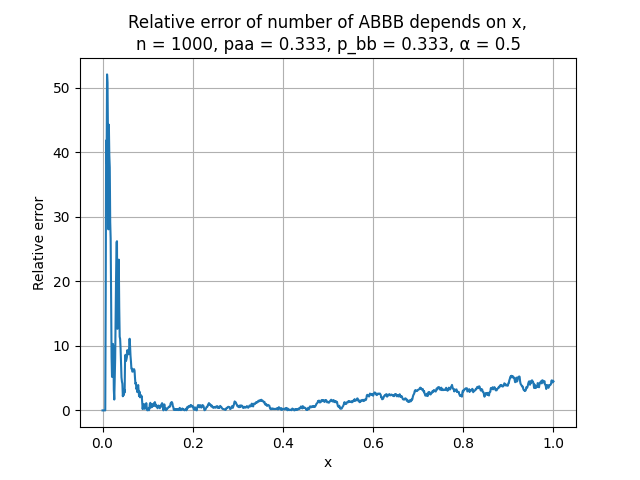 Relative error of number of ABBB depends on x,
n = 1000, paa = 0.333, p_bb = 0.333, α = 0.5
50
40
30
20
10
0
Relative error
0.0 0.2 0.4 0.6 0.8 1.0
x